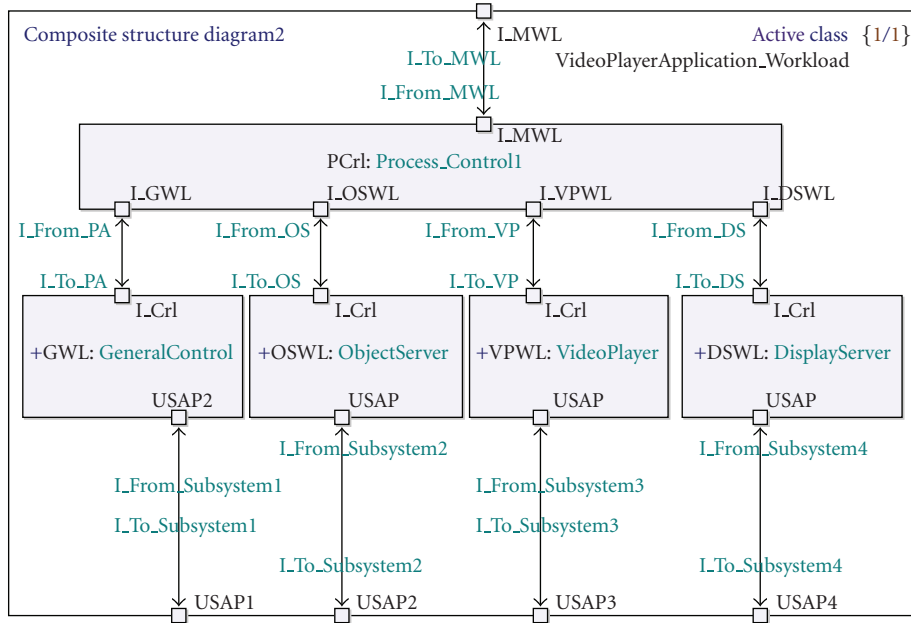 Composite structure diagram2
Active class {1/1}
I_MWL
I_To_MWL
VideoPlayerApplication_Workload
I_From_MWL
I_MWL
PCrl: Process_Control1
I_GWL I_OSWL I_VPWL I_DSWL
I_From_PA I_From_OS I_From_VP I_From_DS
I_To_PA I_To_OS I_To_VP I_To_DS
I_Crl I_Crl I_Crl I_Crl
+GWL: GeneralControl +OSWL: ObjectServer +VPWL: VideoPlayer +DSWL: DisplayServer
USAP2 USAP USAP USAP
I_From_Subsystem2 I_From_Subsystem4
I_From_Subsystem1 I_From_Subsystem3
I_To_Subsystem1 I_To_Subsystem3
I_To_Subsystem2 I_To_Subsystem4
USAP1 USAP2 USAP3 USAP4